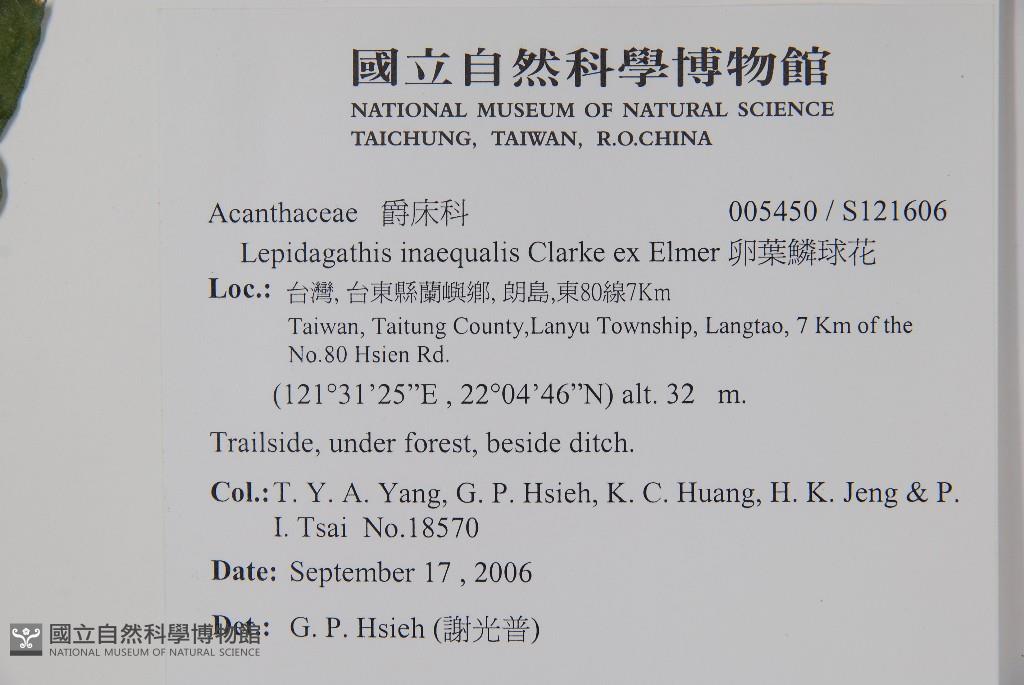 國立自然科學博物館
NATIONAL MUSEUM OF NATURAL SCIENCE
TAICHUNG, TAIWAN, R.O.CHINA
Acanthaceae 爵床科 005450 / S121606
Lepidagathis inaequalis Clarke ex Elmer 卵葉鱗球花
Loc.: 台灣, 台東縣蘭嶼鄉, 朗島,東80線7Km
Taiwan, Taitung County,Lanyu Township, Langtao, 7 Km of the
No.80 Hsien Rd.
(121°31’25”E , 22°04’46”N) alt. 32 m.
Trailside, under forest, beside ditch.
Col.: T. Y. A. Yang, G. P. Hsieh, K. C. Huang, H. K. Jeng & P.
I. Tsai No.18570
Date: September 17 , 2006
Det.: G. P. Hsieh (謝光普)
國立自然科學博物館
NATIONAL MUSEUM OF NATURAL SCIENCE